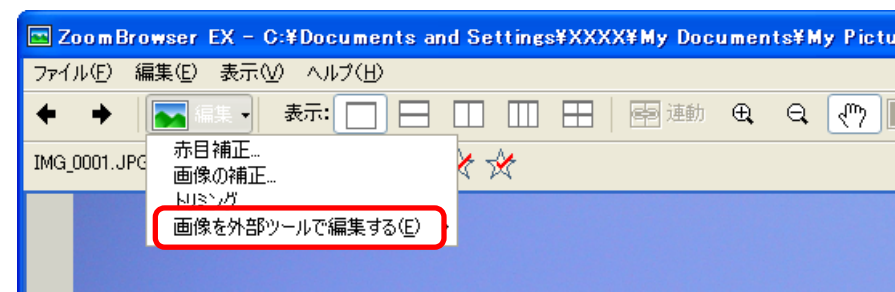 ZoomBrowser EX - C:¥Documents and Settings¥XXXX¥My Documents¥My Pictu
ファイル(F) 編集(E) 表示(V) ヘルプ(H)
編集 表示: 連動
IMG_0001.JPG
赤目補正...
画像の補正...
トリミング
画像を外部ツールで編集する(E)